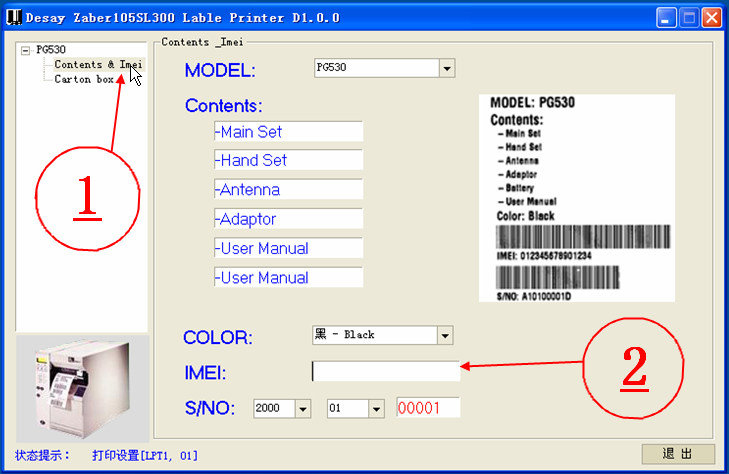 Desay Zaber105SL300 Lable Printer D1.0.0
PG530
Contents & Imei
Carton box
1
Contents _Imei
MODEL:
PG530
Contents:
-Main Set
-Hand Set
-Antenna
-Adaptor
-User Manual
-User Manual
MODEL: PG530
Contents:
- Main Set
- Hand Set
- Antenna
- Adaptor
- Battery
- User Manual
Color: Black
IMEI: 012345678901234
S/NO: A10100001D
COLOR:
黑 - Black
IMEI:
2
S/NO:
2000
01
00001
状态提示:
打印设置[LPT1, 01]
退 出